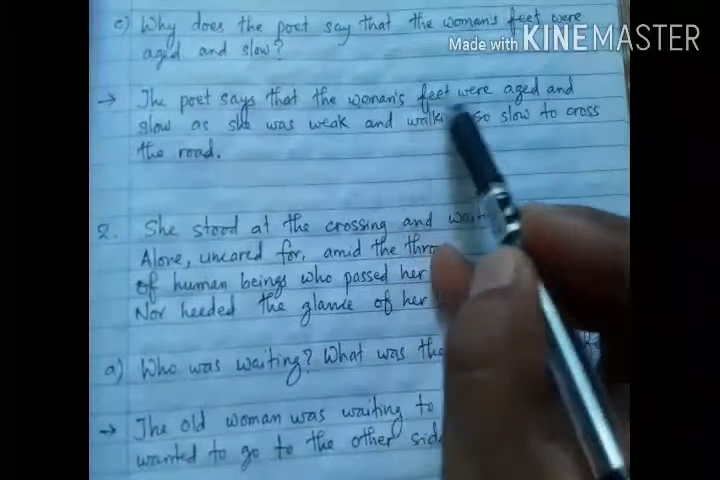 c) Why does the poet say that the woman's feet were
aged and slow?
Made with KINEMASTER
→ The poet says that the woman's feet were aged and
slow as she was weak and so slow to cross
the road.
2. She stood at the crossing and
Alone, uncared for, amid the
of human beings who passed her
Nor heeded the glance of her
a) Who was waiting? What was
→ The old woman was waiting to
wanted to go to the other